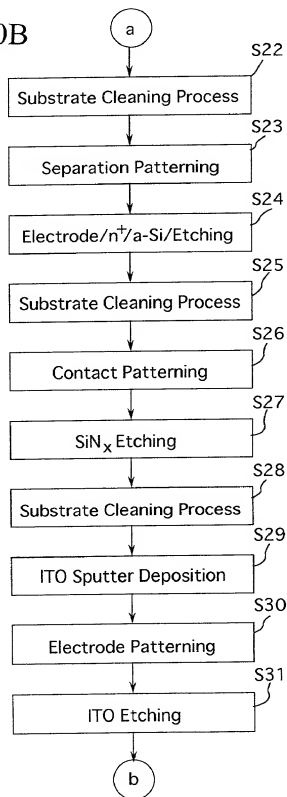 0B
a
S22
Substrate Cleaning Process
S23
Separation Patterning
S24
Electrode/n+/a-Si/Etching
S25
Substrate Cleaning Process
S26
Contact Patterning
S27
SiNx Etching
S28
Substrate Cleaning Process
S29
ITO Sputter Deposition
S30
Electrode Patterning
S31
ITO Etching
b